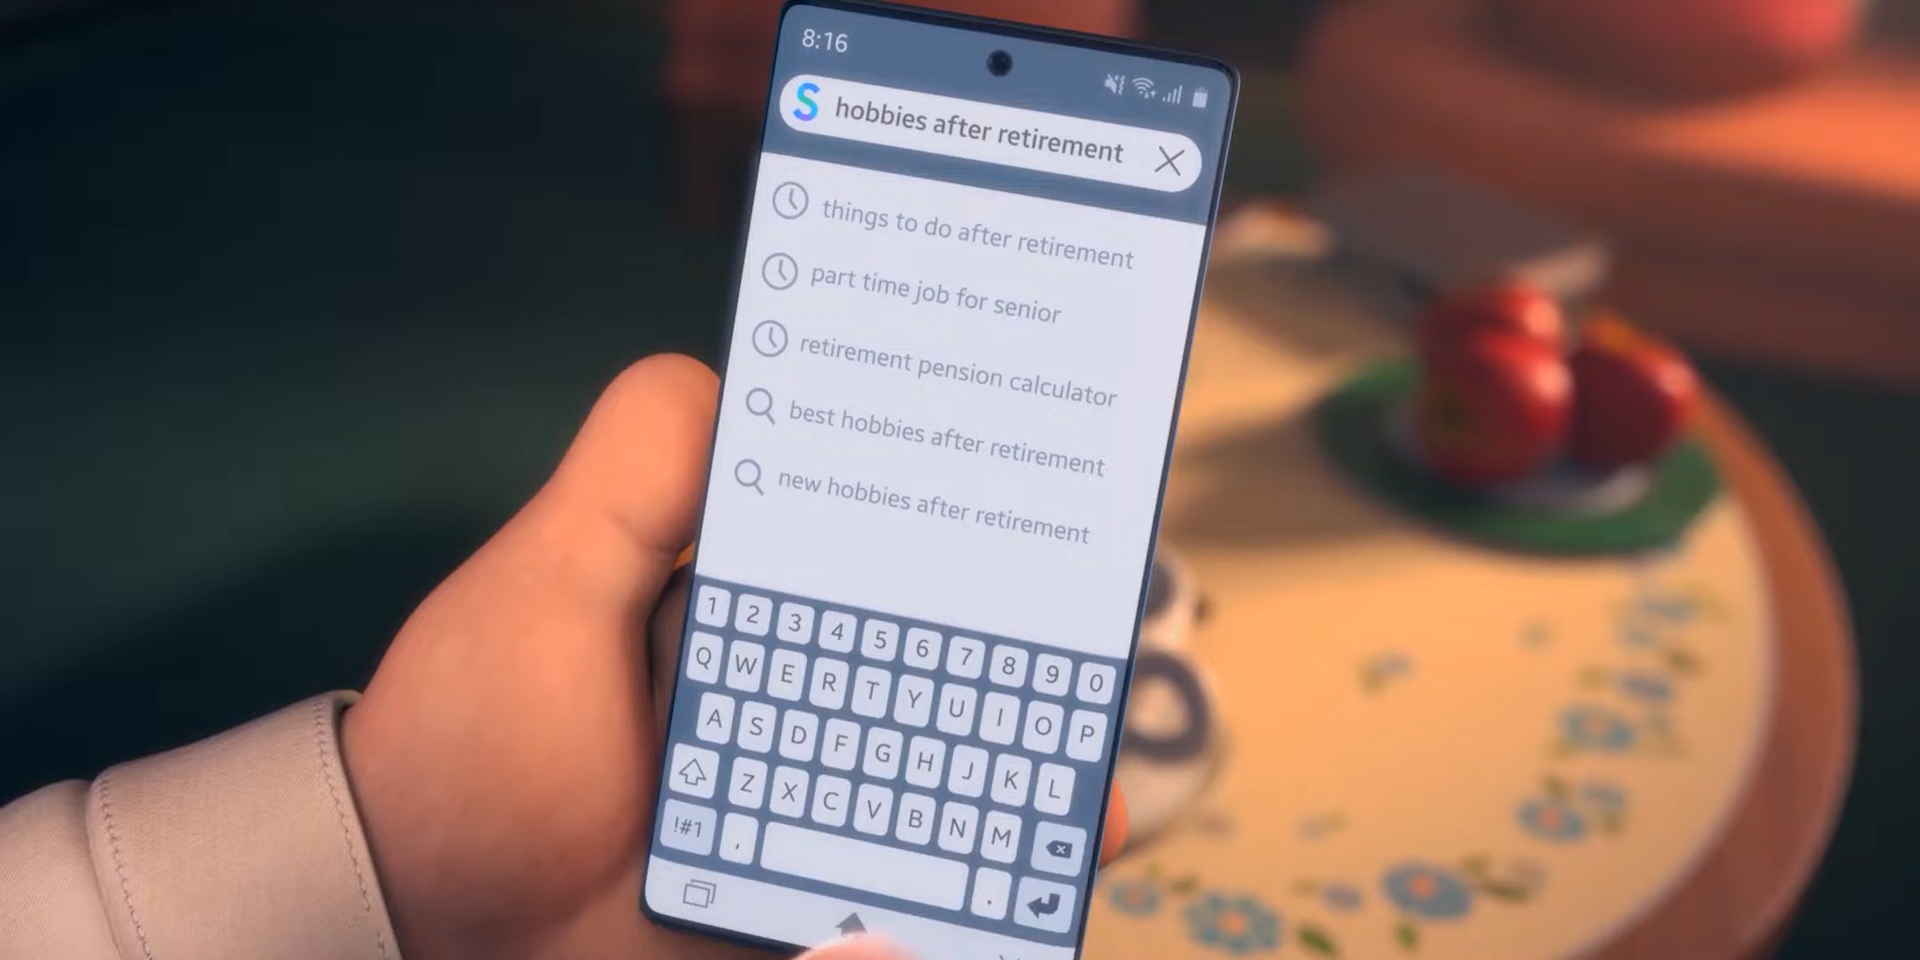 8:16
S hobbies after retirement
things to do after retirement
part time job for senior
retirement pension calculator
best hobbies after retirement
new hobbies after retirement
1 2 3 4 5 6 7 8 9 0
Q W E R T Y U I O P
A S D F G H J K L
Z X C V B N M
!#1 , .